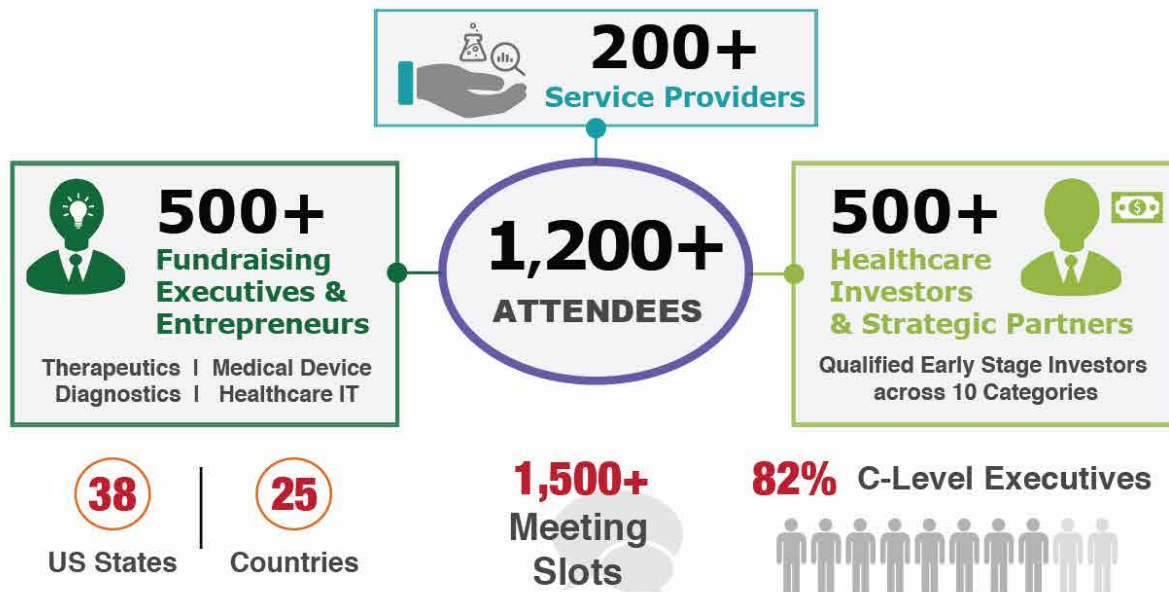 200+
Service Providers
500+
Fundraising
Executives &
Entrepreneurs
Therapeutics | Medical Device
Diagnostics | Healthcare IT
1,200+
ATTENDEES
500+
Healthcare
Investors
& Strategic Partners
Qualified Early Stage Investors
across 10 Categories
$
38
US States
25
Countries
1,500+
Meeting
Slots
82% C-Level Executives